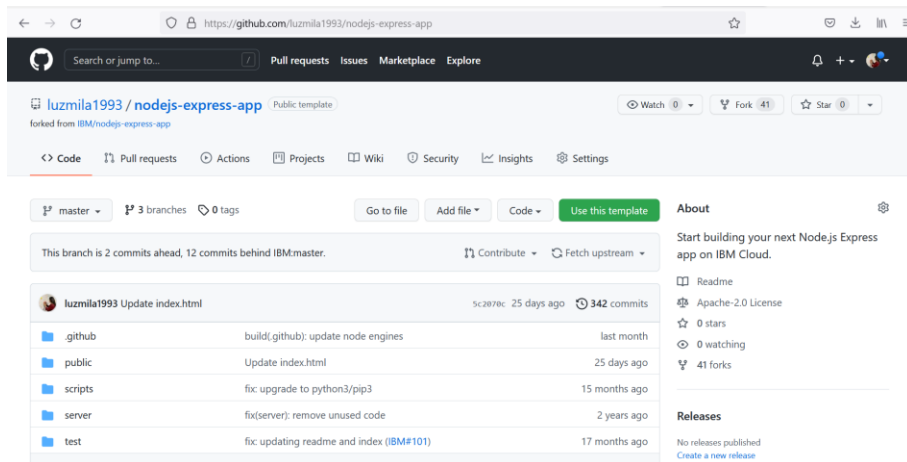 https://github.com/luzmila1993/nodejs-express-app
Search or jump to... / Pull requests Issues Marketplace Explore
luzmila1993 / nodejs-express-app Public template
Watch 0 Fork 41 Star 0
forked from IBM/nodejs-express-app
Code Pull requests Actions Projects Wiki Security Insights Settings
master 3 branches 0 tags Go to file Add file Code Use this template
This branch is 2 commits ahead, 12 commits behind IBM:master. Contribute Fetch upstream
luzmila1993 Update index.html 5c2070c 25 days ago 342 commits
.github build(.github): update node engines last month
public Update index.html 25 days ago
scripts fix: upgrade to python3/pip3 15 months ago
server fix(server): remove unused code 2 years ago
test fix: updating readme and index (IBM#101) 17 months ago
About
Start building your next Node.js Express
app on IBM Cloud.
Readme
Apache-2.0 License
0 stars
0 watching
41 forks
Releases
No releases published
Create a new release